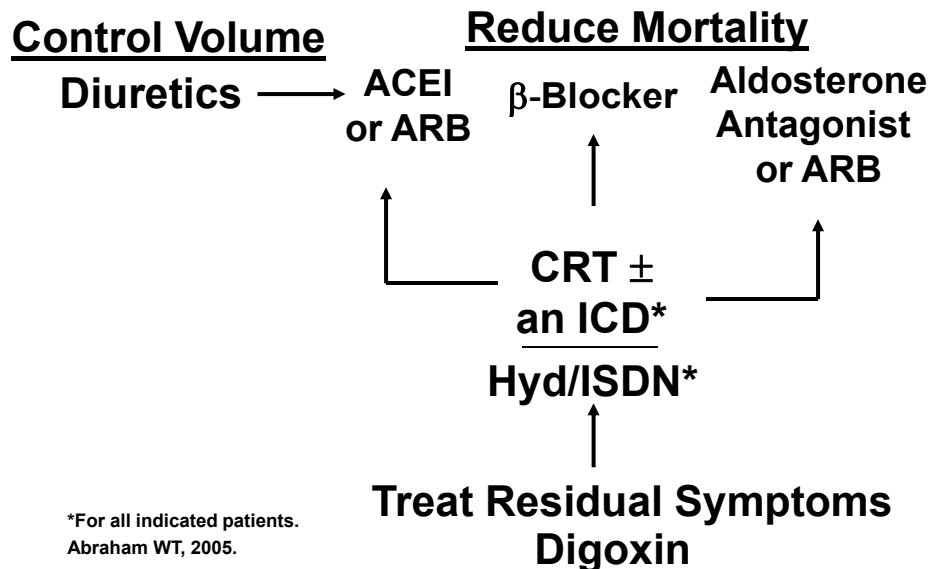 Control Volume
Diuretics
Reduce Mortality
ACEI
or ARB
β-Blocker
Aldosterone
Antagonist
or ARB
CRT ±
an ICD*
Hyd/ISDN*
Treat Residual Symptoms
Digoxin
*For all indicated patients.
Abraham WT, 2005.